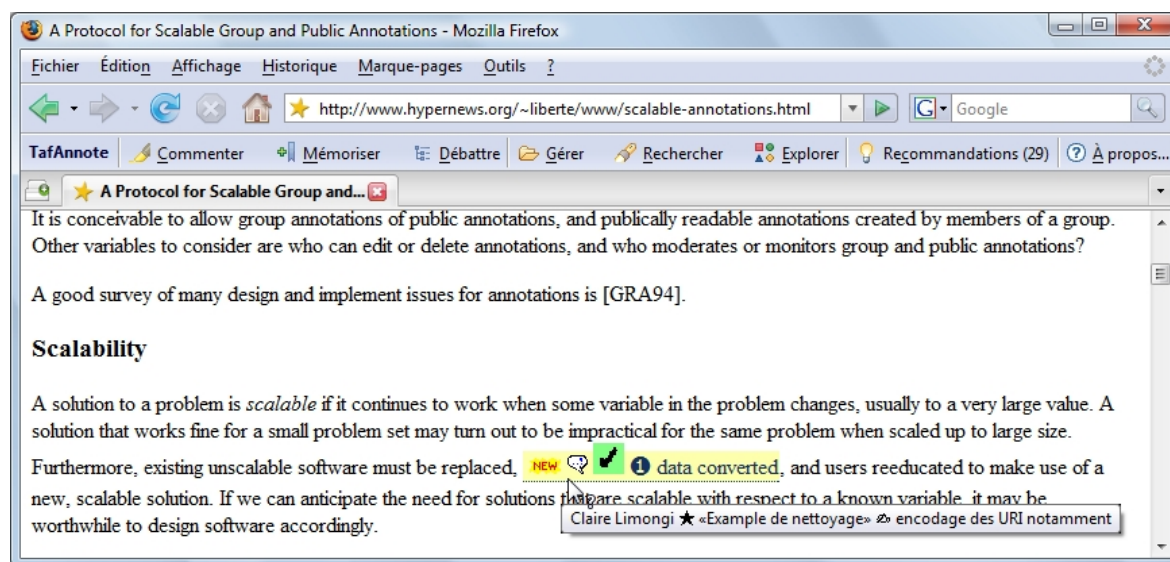 A Protocol for Scalable Group and Public Annotations - Mozilla Firefox
Fichier Édition Affichage Historique Marque-pages Outils ?
http://www.hypernews.org/~liberte/www/scalable-annotations.html G Google
TafAnnote Commenter Mémoriser Débattre Gérer Rechercher Explorer Recommandations (29) À propos...
A Protocol for Scalable Group and...
It is conceivable to allow group annotations of public annotations, and publically readable annotations created by members of a group.
Other variables to consider are who can edit or delete annotations, and who moderates or monitors group and public annotations?
A good survey of many design and implement issues for annotations is [GRA94].
Scalability
A solution to a problem is scalable if it continues to work when some variable in the problem changes, usually to a very large value. A
solution that works fine for a small problem set may turn out to be impractical for the same problem when scaled up to large size.
Furthermore, existing unscalable software must be replaced, NEW 1 data converted, and users reeducated to make use of a
new, scalable solution. If we can anticipate the need for solutions that are scalable with respect to a known variable, it may be
worthwhile to design software accordingly.
Claire Limongi ★ «Example de nettoyage» ✍ encodage des URI notamment